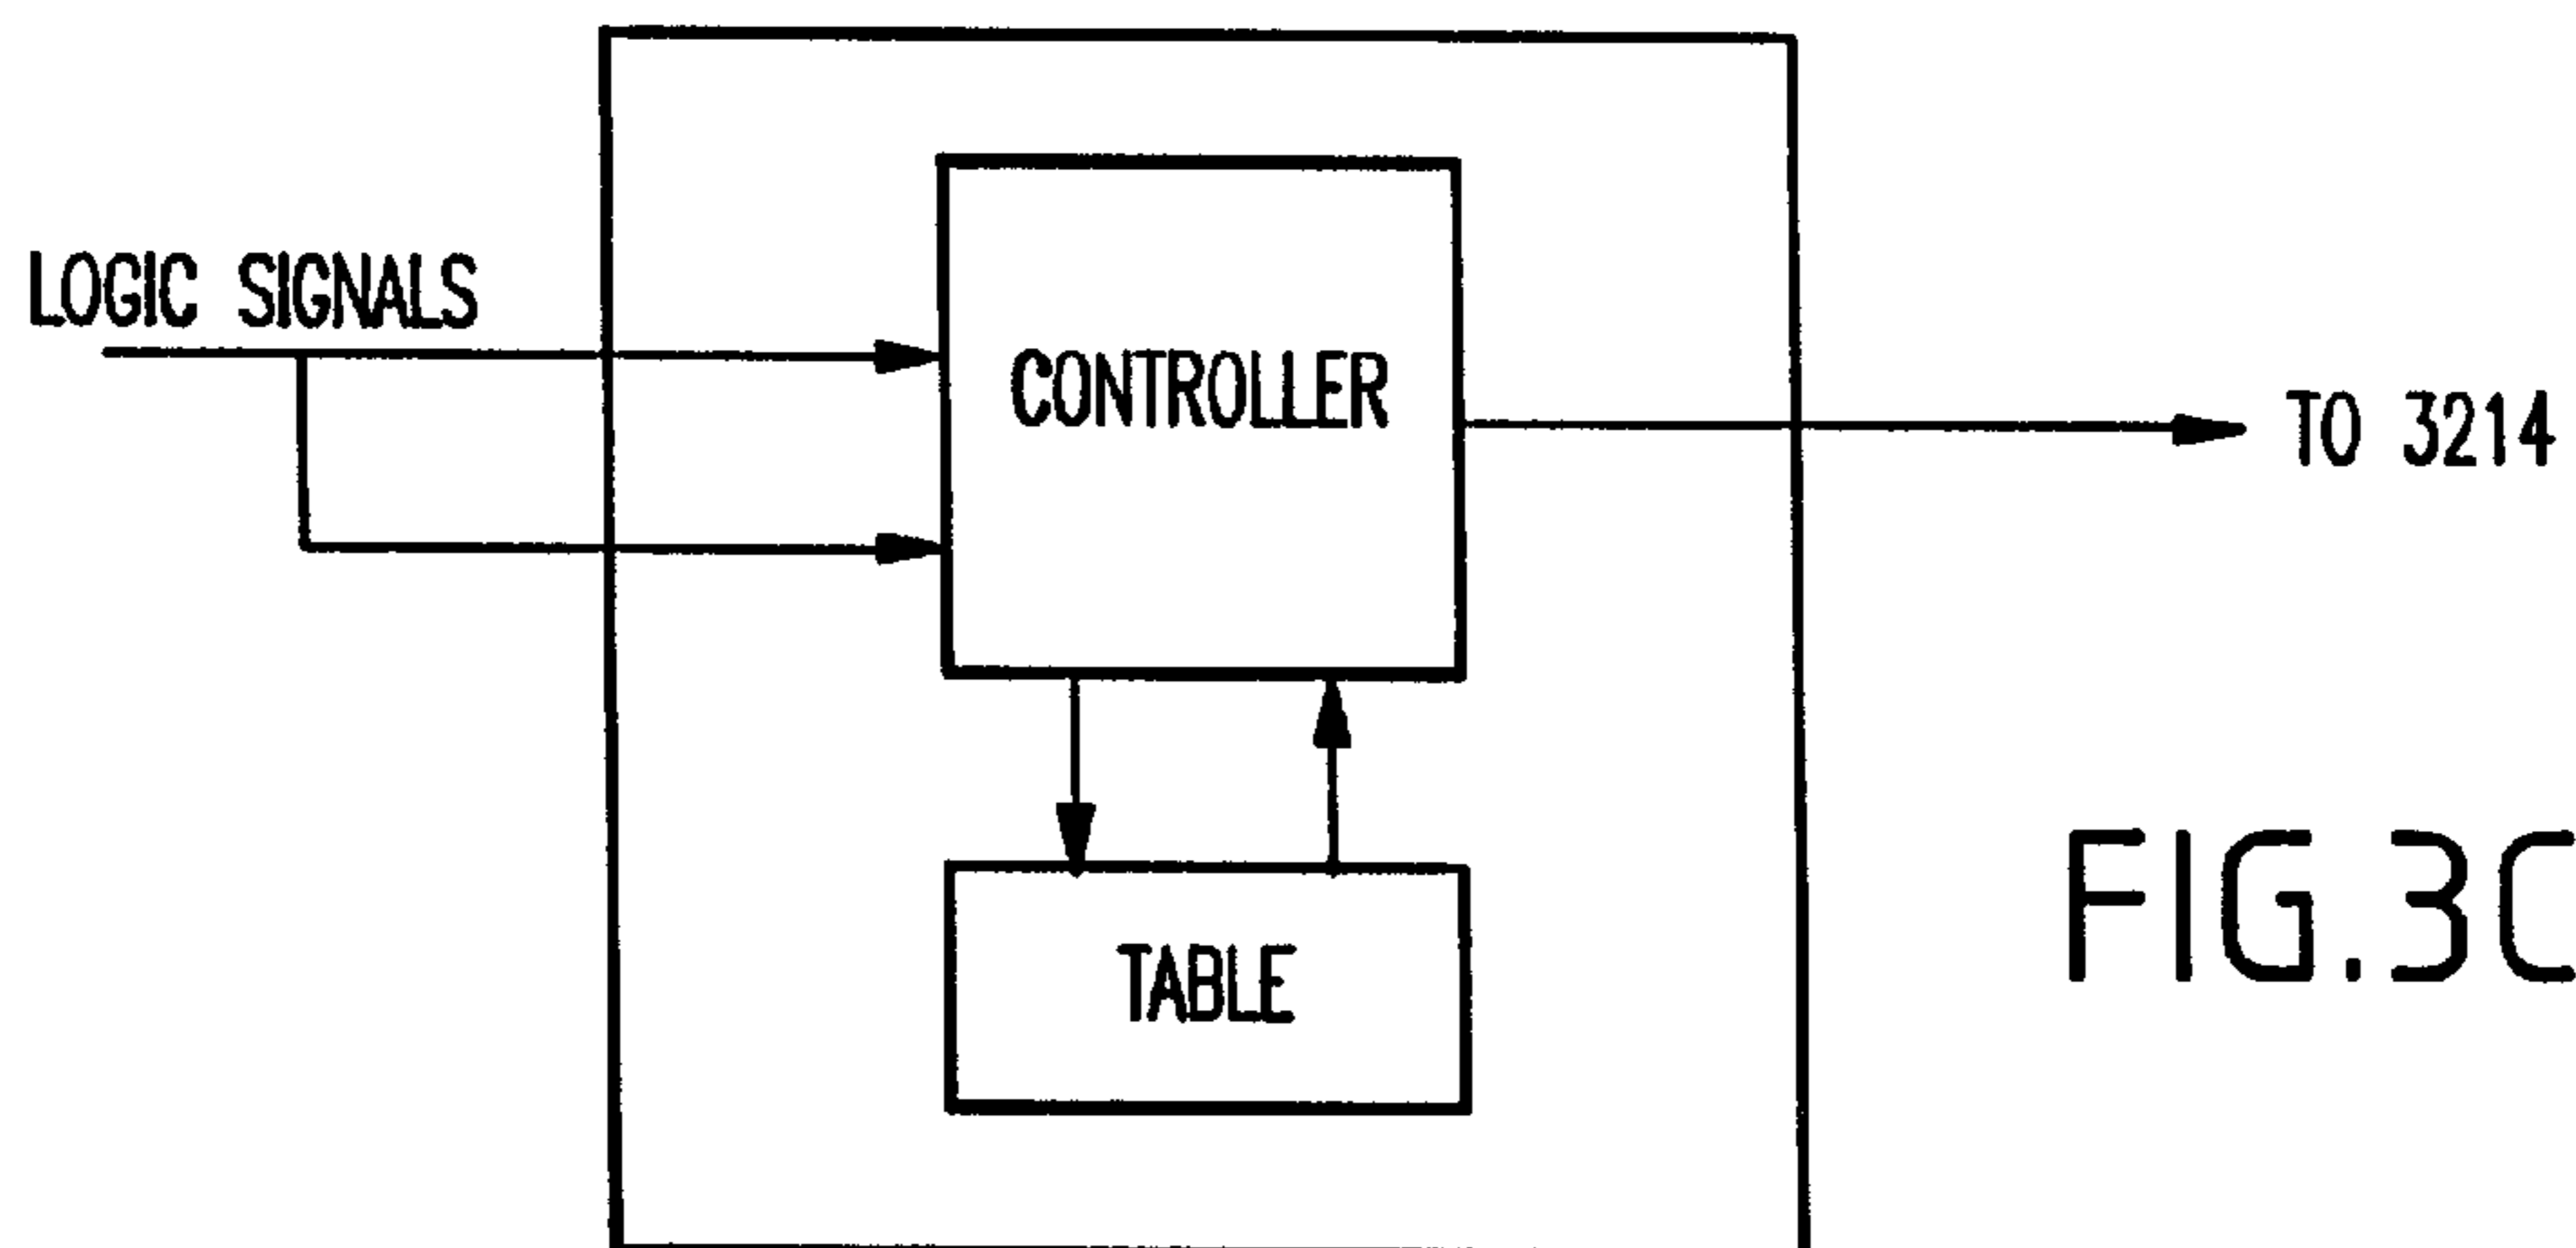 LOGIC SIGNALS
CONTROLLER
TO 3214
TABLE
FIG.3C